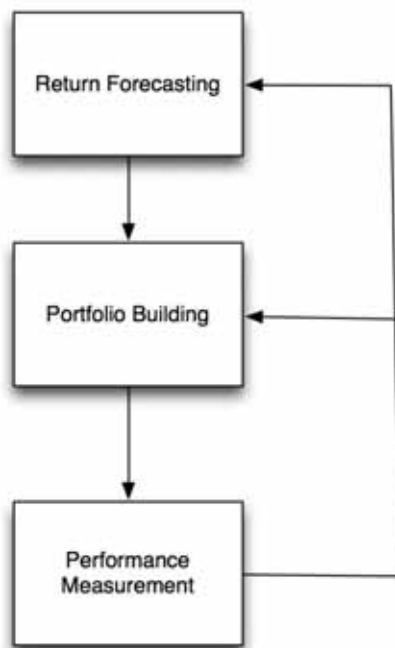 Return Forecasting
Portfolio Building
Performance
Measurement